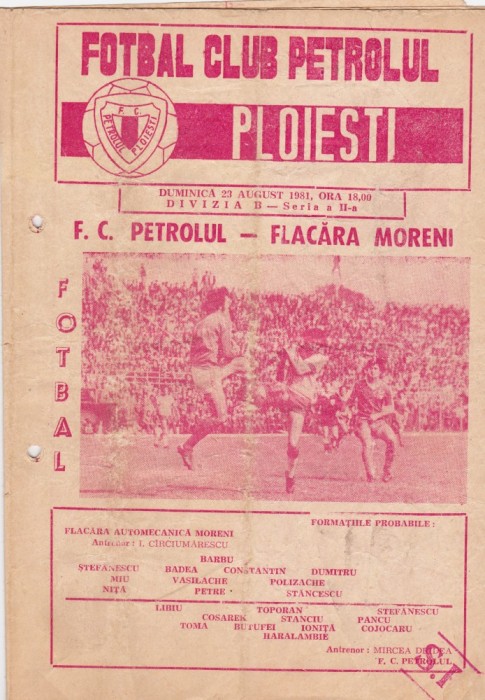 FOTBAL CLUB PETROLUL
PLOIESTI
F. C.
PETROLUL PLOIESTI
DUMINICĂ 23 AUGUST 1981, ORA 18,00
DIVIZIA B — Seria a II-a
F. C. PETROLUL — FLACĂRA MORENI
FOTBAL
FORMAȚIILE PROBABILE :
FLACĂRA AUTOMECANICĂ MORENI
Antrenor : I. CÎRCIUMĂRESCU
BARBU
ȘTEFĂNESCU BADEA CONSTANTIN DUMITRU
MIU VASILACHE POLIZACHE
NIȚĂ PETRE STĂNCESCU
LIBIU TOPORAN ȘTEFĂNESCU
COSAREK STANCIU PANCU
TOMA BUTUFEI IONIȚĂ COJOCARU
HARALAMBIE
Antrenor : MIRCEA DRIDEA
F. C. PETROLUL